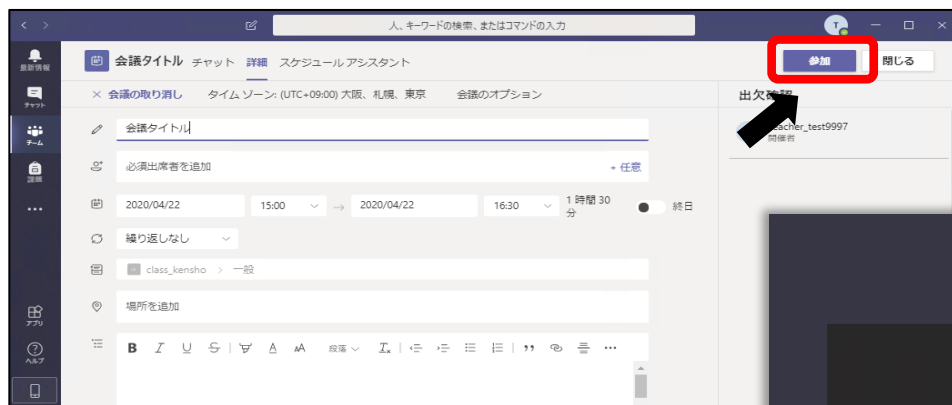 人、キーワードの検索、またはコマンドの入力
T
最新情報
チャット
チーム
課題
アプリ
ヘルプ
会議タイトル チャット 詳細 スケジュール アシスタント
参加 閉じる
× 会議の取り消し タイム ゾーン: (UTC+09:00) 大阪、札幌、東京 会議のオプション
会議タイトル
必須出席者を追加 + 任意
2020/04/22 15:00 → 2020/04/22 16:30 1 時間 30 分 終日
繰り返しなし
class_kensho > 一般
場所を追加
B I U S A AA 段落
出欠確認
eacher_test9997
開催者